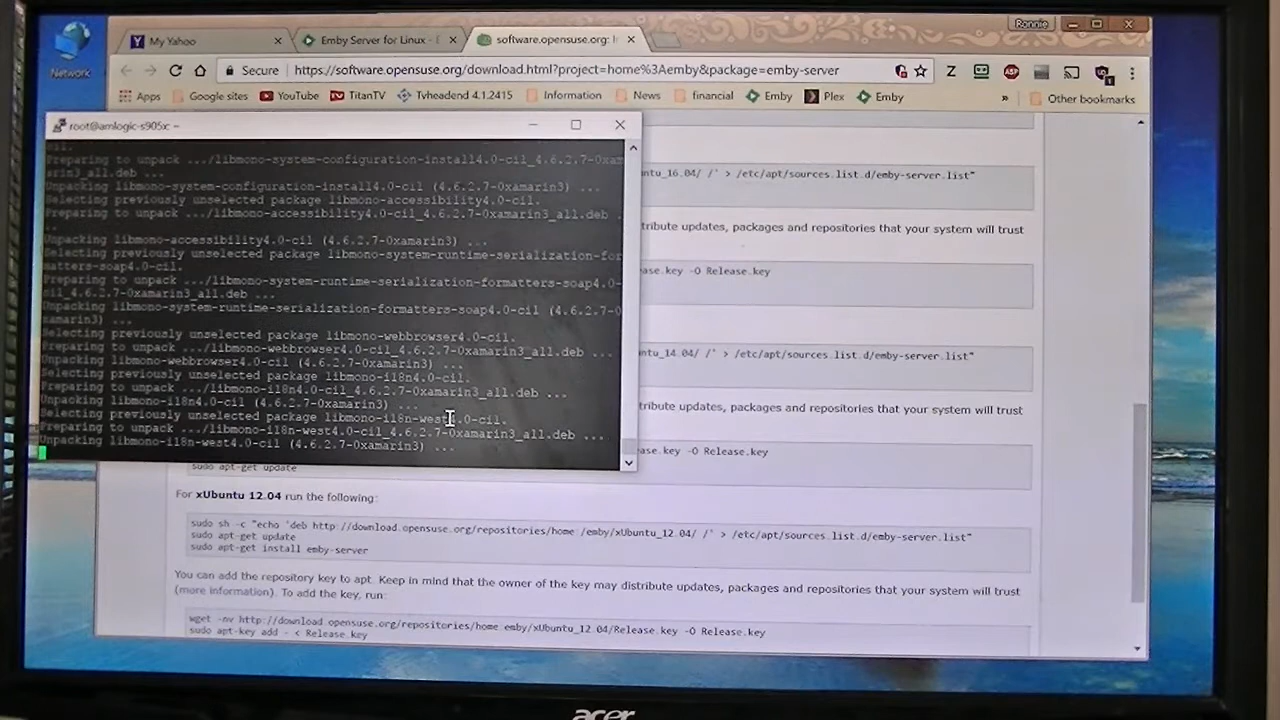 Network
Ronnie
My Yahoo
Emby Server for Linux -
software.opensuse.org: I
Secure
https://software.opensuse.org/download.html?project=home%3Aemby&package=emby-server
Z
ABP
Apps
Google sites
YouTube
TitanTV
Tvheadend 4.1.2415
Information
News
financial
Emby
Plex
Emby
»
Other bookmarks
root@amlogic-s905x: ~
cil.
Preparing to unpack .../libmono-system-configuration-install4.0-cil_4.6.2.7-0xam
arin3_all.deb ...
Unpacking libmono-system-configuration-install4.0-cil (4.6.2.7-0xamarin3) ...
Selecting previously unselected package libmono-accessibility4.0-cil.
Preparing to unpack .../libmono-accessibility4.0-cil_4.6.2.7-0xamarin3_all.deb .
..
Unpacking libmono-accessibility4.0-cil (4.6.2.7-0xamarin3) ...
Selecting previously unselected package libmono-system-runtime-serialization-for
matters-soap4.0-cil.
Preparing to unpack .../libmono-system-runtime-serialization-formatters-soap4.0-
cil_4.6.2.7-0xamarin3_all.deb ...
Unpacking libmono-system-runtime-serialization-formatters-soap4.0-cil (4.6.2.7-0
xamarin3) ...
Selecting previously unselected package libmono-webbrowser4.0-cil.
Preparing to unpack .../libmono-webbrowser4.0-cil_4.6.2.7-0xamarin3_all.deb ...
Unpacking libmono-webbrowser4.0-cil (4.6.2.7-0xamarin3) ...
Selecting previously unselected package libmono-i18n4.0-cil.
Preparing to unpack .../libmono-i18n4.0-cil_4.6.2.7-0xamarin3_all.deb ...
Unpacking libmono-i18n4.0-cil (4.6.2.7-0xamarin3) ...
Selecting previously unselected package libmono-i18n-west4.0-cil.
Preparing to unpack .../libmono-i18n-west4.0-cil_4.6.2.7-0xamarin3_all.deb ...
Unpacking libmono-i18n-west4.0-cil (4.6.2.7-0xamarin3) ...
untu_16.04/ /' > /etc/apt/sources.list.d/emby-server.list"
tribute updates, packages and repositories that your system will trust
ease.key -O Release.key
untu_14.04/ /' > /etc/apt/sources.list.d/emby-server.list"
tribute updates, packages and repositories that your system will trust
ease.key -O Release.key
sudo apt-get update
For xUbuntu 12.04 run the following:
sudo sh -c "echo 'deb http://download.opensuse.org/repositories/home:/emby/xUbuntu_12.04/ /' > /etc/apt/sources.list.d/emby-server.list"
sudo apt-get update
sudo apt-get install emby-server
You can add the repository key to apt. Keep in mind that the owner of the key may distribute updates, packages and repositories that your system will trust
(more information). To add the key, run:
wget -nv http://download.opensuse.org/repositories/home:emby/xUbuntu_12.04/Release.key -O Release.key
sudo apt-key add - < Release.key
acer